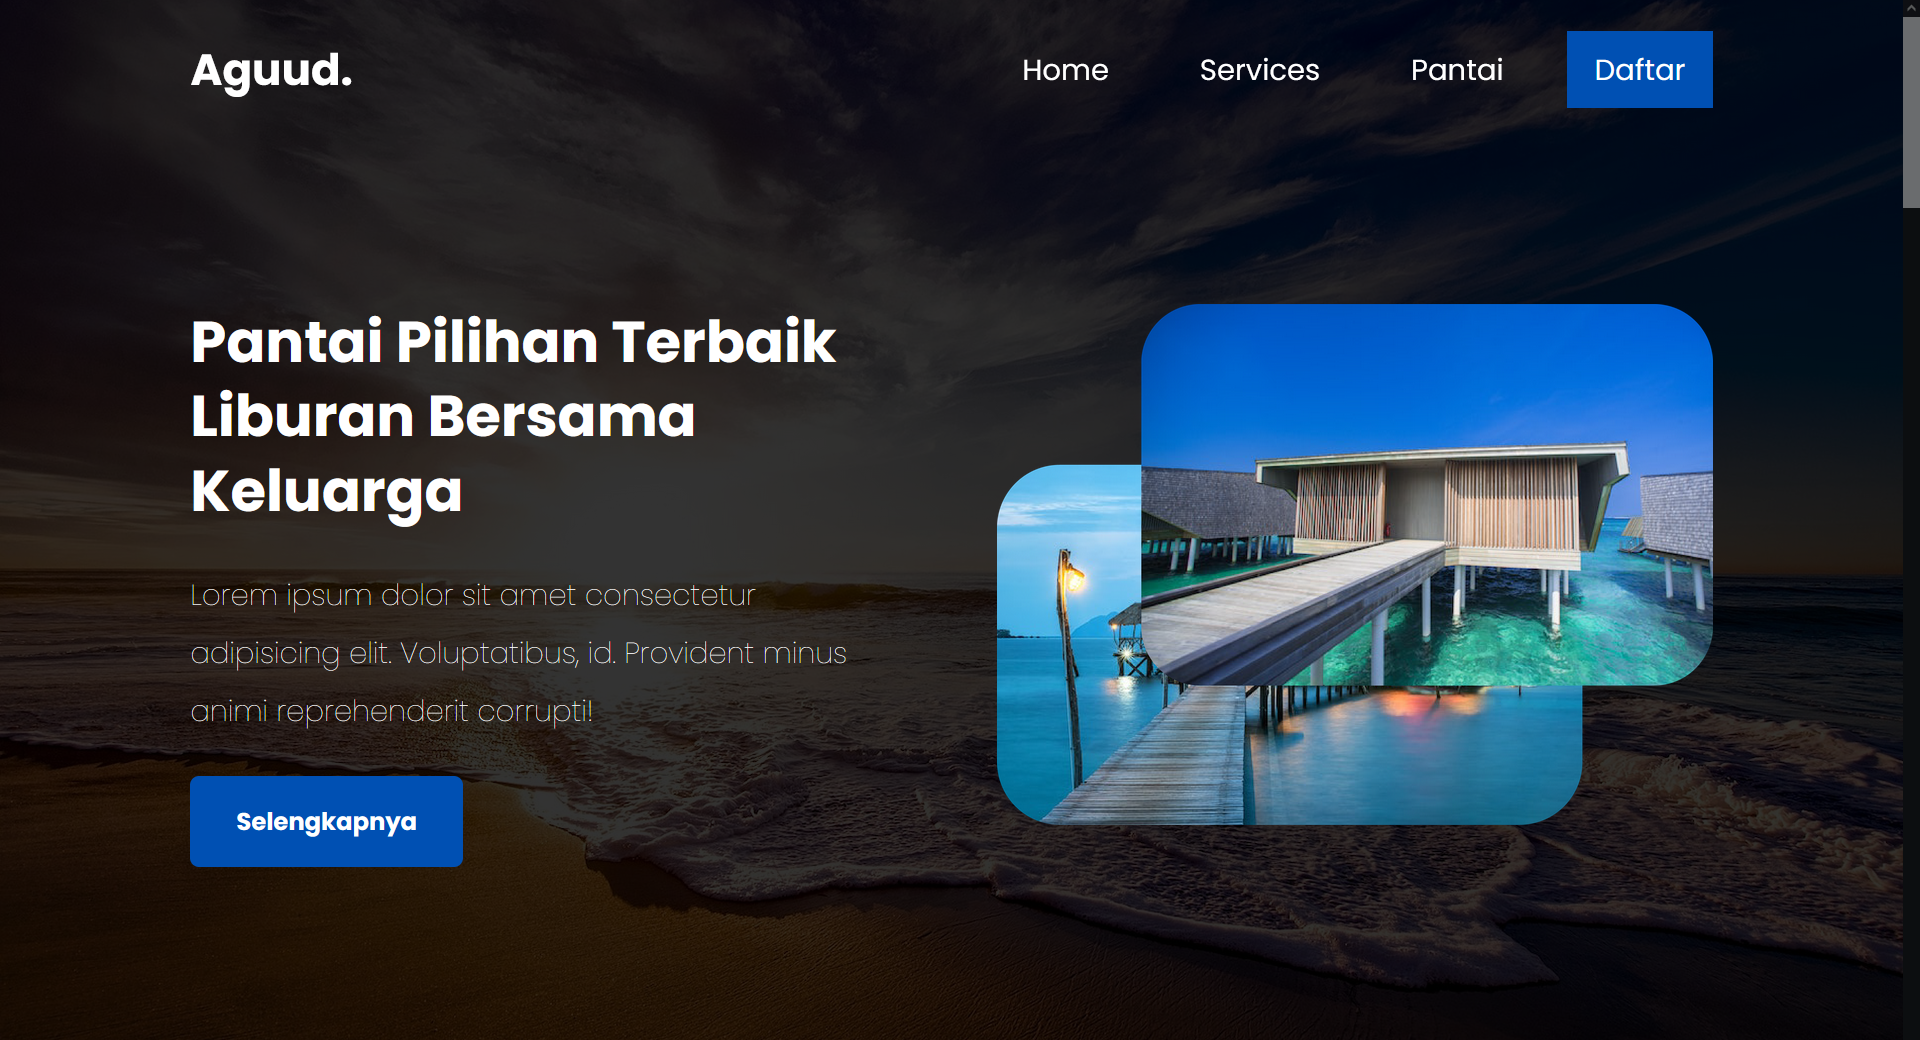 Aguud.
Home
Services
Pantai
Daftar
Pantai Pilihan Terbaik
Liburan Bersama
Keluarga
Lorem ipsum dolor sit amet consectetur
adipisicing elit. Voluptatibus, id. Provident minus
animi reprehenderit corrupti!
Selengkapnya